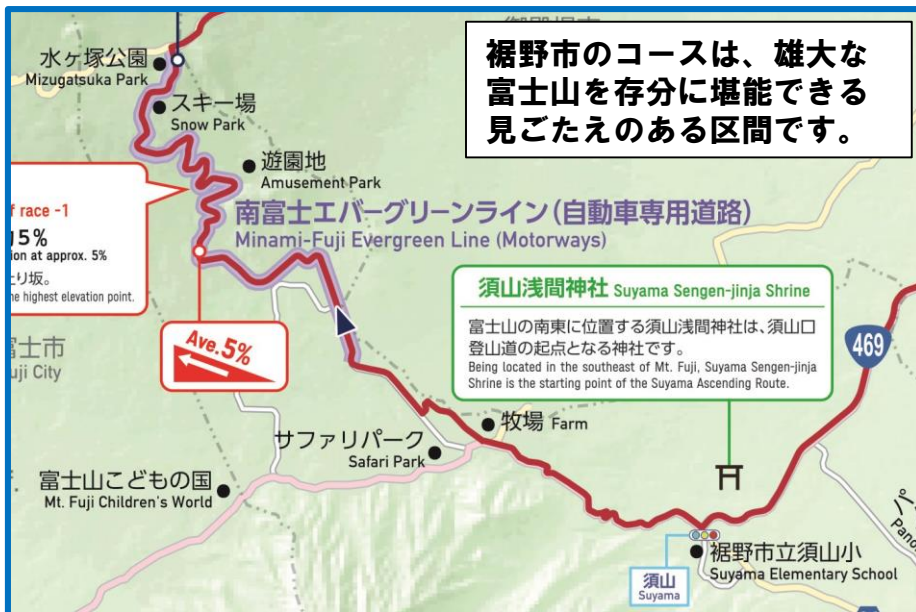 裾野市のコースは、雄大な
富士山を存分に堪能できる
見ごたえのある区間です。
水ヶ塚公園
Mizugatsuka Park
スキー場
Snow Park
遊園地
Amusement Park
南富士エバーグリーンライン(自動車専用道路)
Minami-Fuji Evergreen Line (Motorways)
race -1
5%
at approx. 5%
り坂。
highest elevation point.
Ave.5%
須山浅間神社 Suyama Sengen-jinja Shrine
富士山の南東に位置する須山浅間神社は、須山口
登山道の起点となる神社です。
Being located in the southeast of Mt. Fuji, Suyama Sengen-jinja
Shrine is the starting point of the Suyama Ascending Route.
469
士市
uji City
牧場 Farm
サファリパーク
Safari Park
富士山こどもの国
Mt. Fuji Children's World
裾野市立須山小
Suyama Elementary School
須山
Suyama
パ
Pano